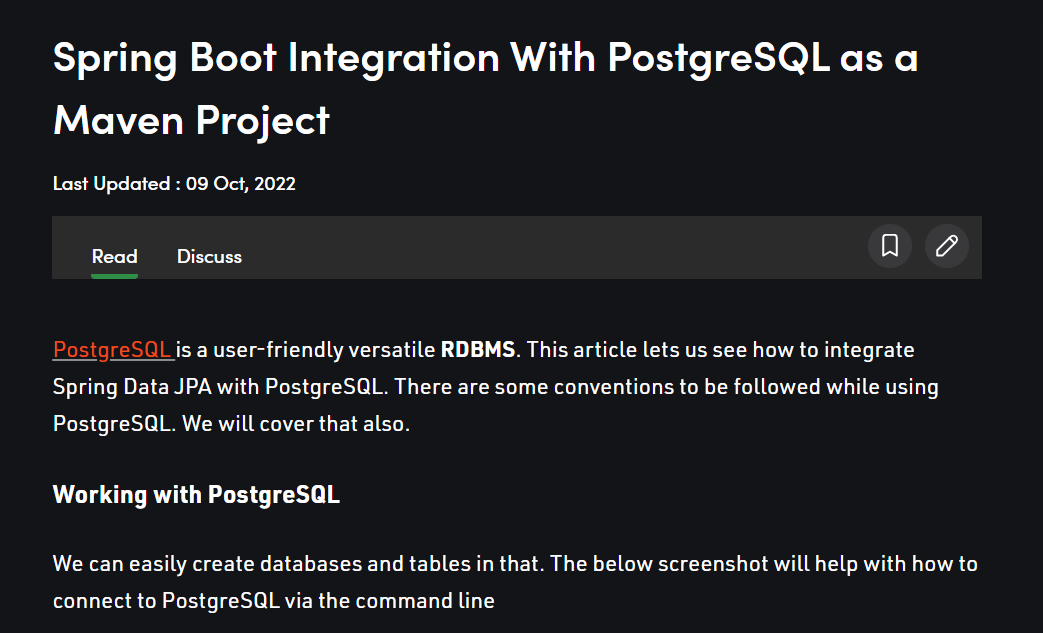 Spring Boot Integration With PostgreSQL as a
Maven Project
Last Updated : 09 Oct, 2022
Read Discuss
PostgreSQL is a user-friendly versatile RDBMS. This article lets us see how to integrate
Spring Data JPA with PostgreSQL. There are some conventions to be followed while using
PostgreSQL. We will cover that also.
Working with PostgreSQL
We can easily create databases and tables in that. The below screenshot will help with how to
connect to PostgreSQL via the command line